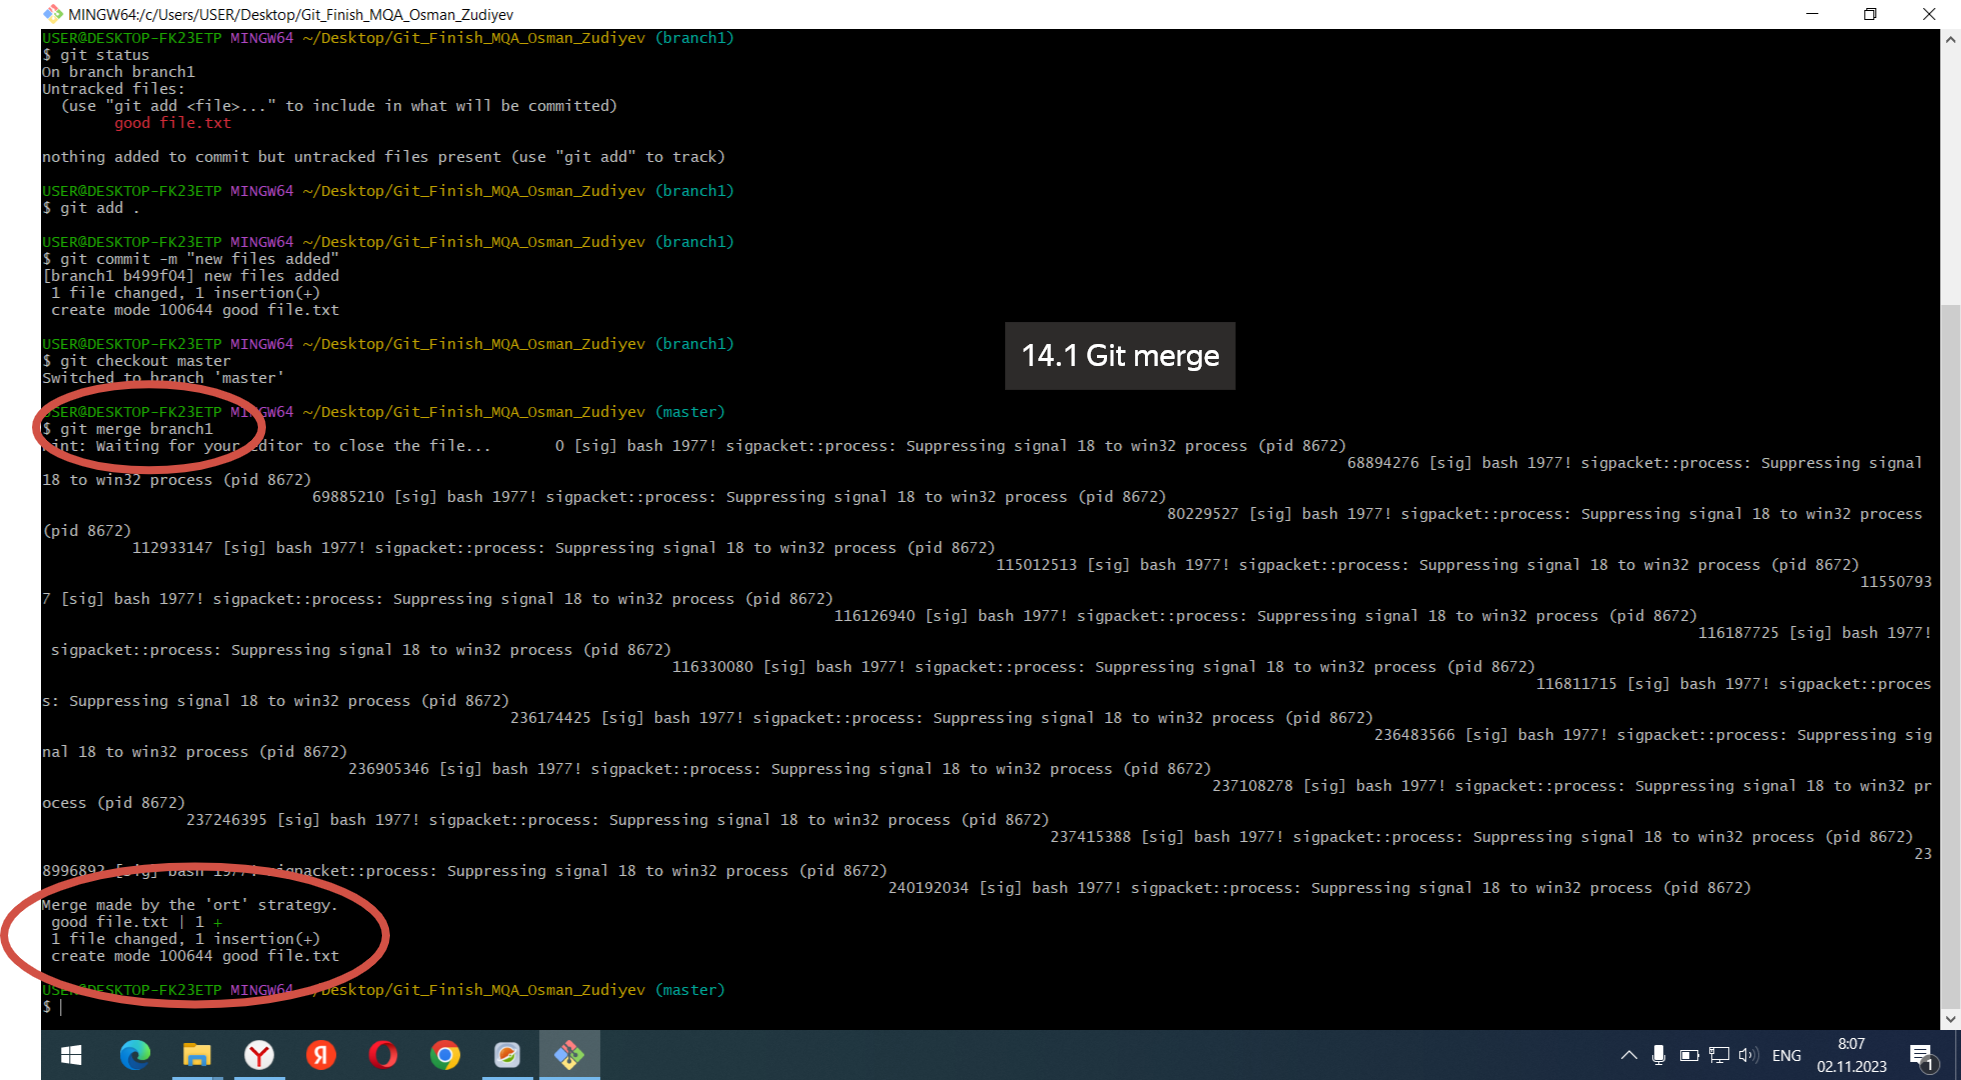 MINGW64:/c/Users/USER/Desktop/Git_Finish_MQA_Osman_Zudiyev
USER@DESKTOP-FK23ETP MINGW64 ~/Desktop/Git_Finish_MQA_Osman_Zudiyev (branch1)
$ git status
On branch branch1
Untracked files:
(use "git add <file>..." to include in what will be committed)
good file.txt
nothing added to commit but untracked files present (use "git add" to track)
USER@DESKTOP-FK23ETP MINGW64 ~/Desktop/Git_Finish_MQA_Osman_Zudiyev (branch1)
$ git add .
USER@DESKTOP-FK23ETP MINGW64 ~/Desktop/Git_Finish_MQA_Osman_Zudiyev (branch1)
$ git commit -m "new files added"
[branch1 b499f04] new files added
1 file changed, 1 insertion(+)
create mode 100644 good file.txt
USER@DESKTOP-FK23ETP MINGW64 ~/Desktop/Git_Finish_MQA_Osman_Zudiyev (branch1)
$ git checkout master
Switched to branch 'master'
14.1 Git merge
USER@DESKTOP-FK23ETP MINGW64 ~/Desktop/Git_Finish_MQA_Osman_Zudiyev (master)
$ git merge branch1
hint: Waiting for your editor to close the file... 0 [sig] bash 1977! sigpacket::process: Suppressing signal 18 to win32 process (pid 8672)
68894276 [sig] bash 1977! sigpacket::process: Suppressing signal
18 to win32 process (pid 8672)
69885210 [sig] bash 1977! sigpacket::process: Suppressing signal 18 to win32 process (pid 8672)
80229527 [sig] bash 1977! sigpacket::process: Suppressing signal 18 to win32 process
(pid 8672)
112933147 [sig] bash 1977! sigpacket::process: Suppressing signal 18 to win32 process (pid 8672)
115012513 [sig] bash 1977! sigpacket::process: Suppressing signal 18 to win32 process (pid 8672)
11550793
7 [sig] bash 1977! sigpacket::process: Suppressing signal 18 to win32 process (pid 8672)
116126940 [sig] bash 1977! sigpacket::process: Suppressing signal 18 to win32 process (pid 8672)
116187725 [sig] bash 1977!
sigpacket::process: Suppressing signal 18 to win32 process (pid 8672)
116330080 [sig] bash 1977! sigpacket::process: Suppressing signal 18 to win32 process (pid 8672)
116811715 [sig] bash 1977! sigpacket::proces
s: Suppressing signal 18 to win32 process (pid 8672)
236174425 [sig] bash 1977! sigpacket::process: Suppressing signal 18 to win32 process (pid 8672)
236483566 [sig] bash 1977! sigpacket::process: Suppressing sig
nal 18 to win32 process (pid 8672)
236905346 [sig] bash 1977! sigpacket::process: Suppressing signal 18 to win32 process (pid 8672)
237108278 [sig] bash 1977! sigpacket::process: Suppressing signal 18 to win32 pr
ocess (pid 8672)
237246395 [sig] bash 1977! sigpacket::process: Suppressing signal 18 to win32 process (pid 8672)
237415388 [sig] bash 1977! sigpacket::process: Suppressing signal 18 to win32 process (pid 8672)
23
8996892 [sig] bash 1977! sigpacket::process: Suppressing signal 18 to win32 process (pid 8672)
240192034 [sig] bash 1977! sigpacket::process: Suppressing signal 18 to win32 process (pid 8672)
Merge made by the 'ort' strategy.
good file.txt | 1 +
1 file changed, 1 insertion(+)
create mode 100644 good file.txt
USER@DESKTOP-FK23ETP MINGW64 ~/Desktop/Git_Finish_MQA_Osman_Zudiyev (master)
$
Я
ENG
8:07
02.11.2023
1